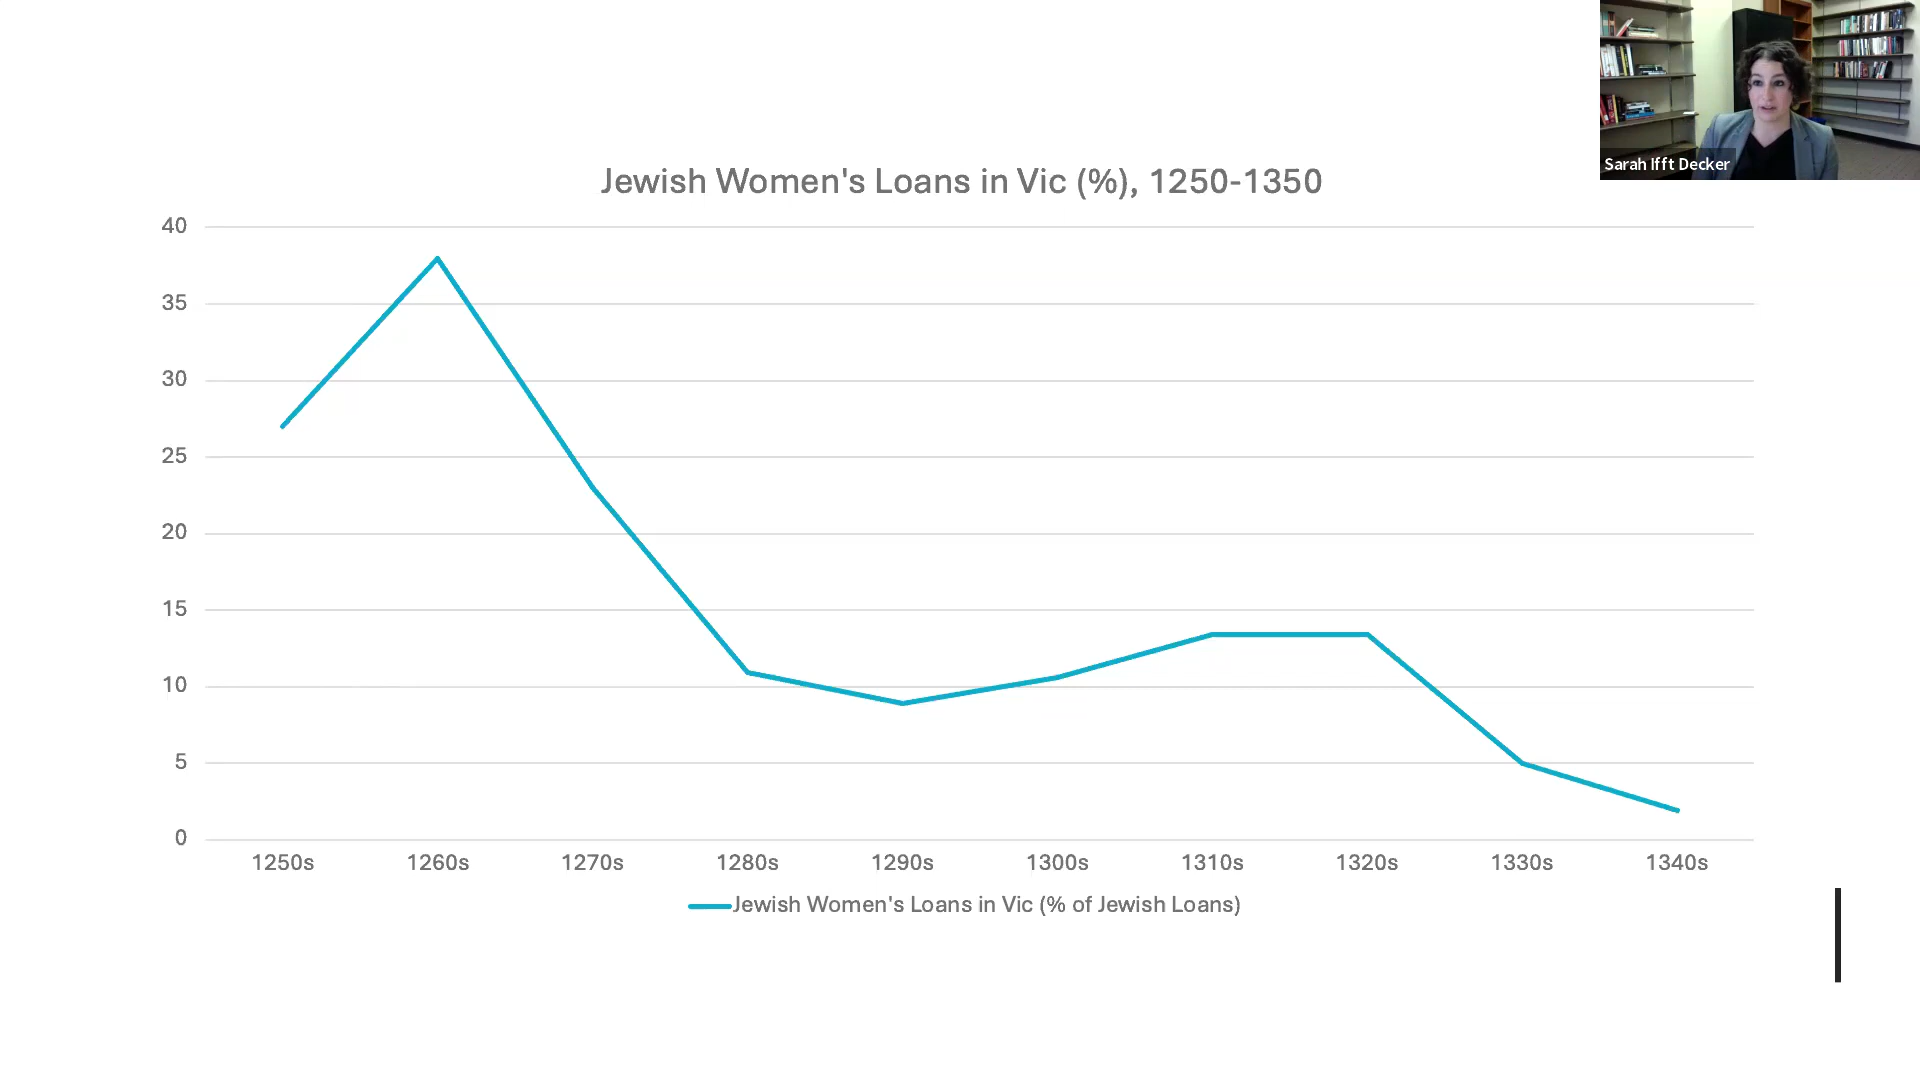 Sarah Ifft Decker
Jewish Women's Loans in Vic (%), 1250-1350
40
35
30
25
20
15
10
5
0
1250s 1260s 1270s 1280s 1290s 1300s 1310s 1320s 1330s 1340s
Jewish Women's Loans in Vic (% of Jewish Loans)